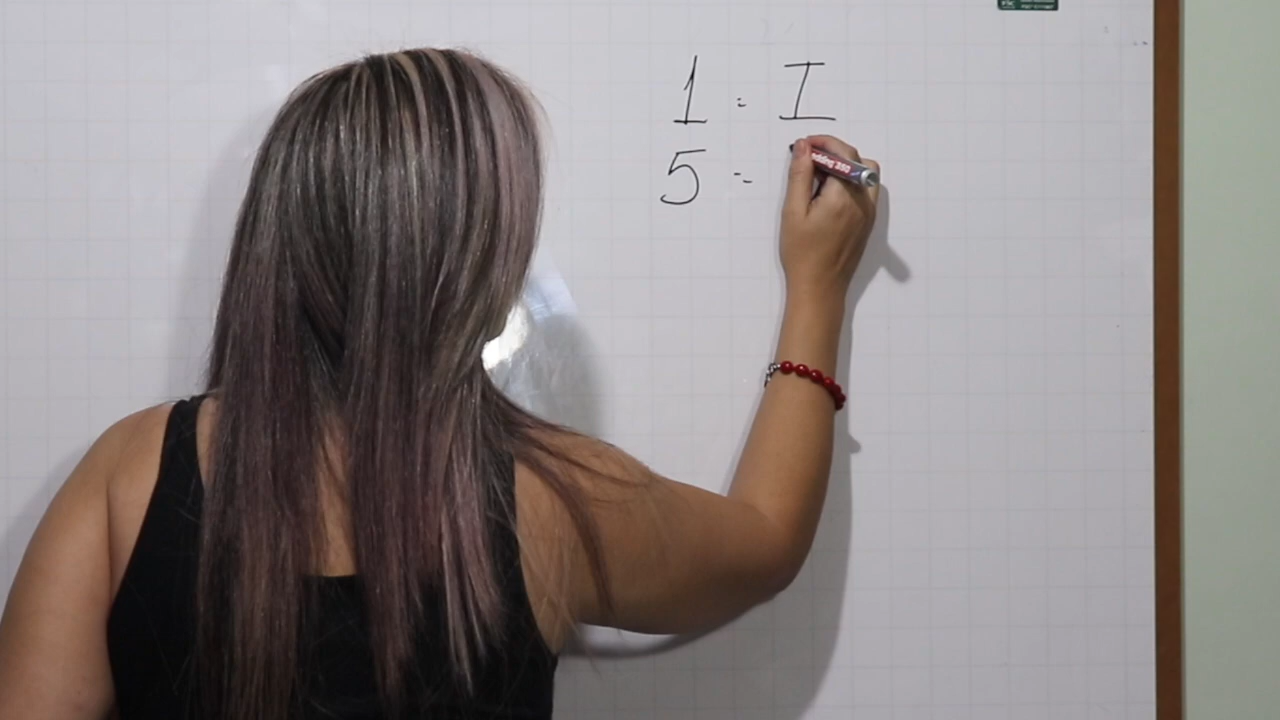 1 = I
5 =